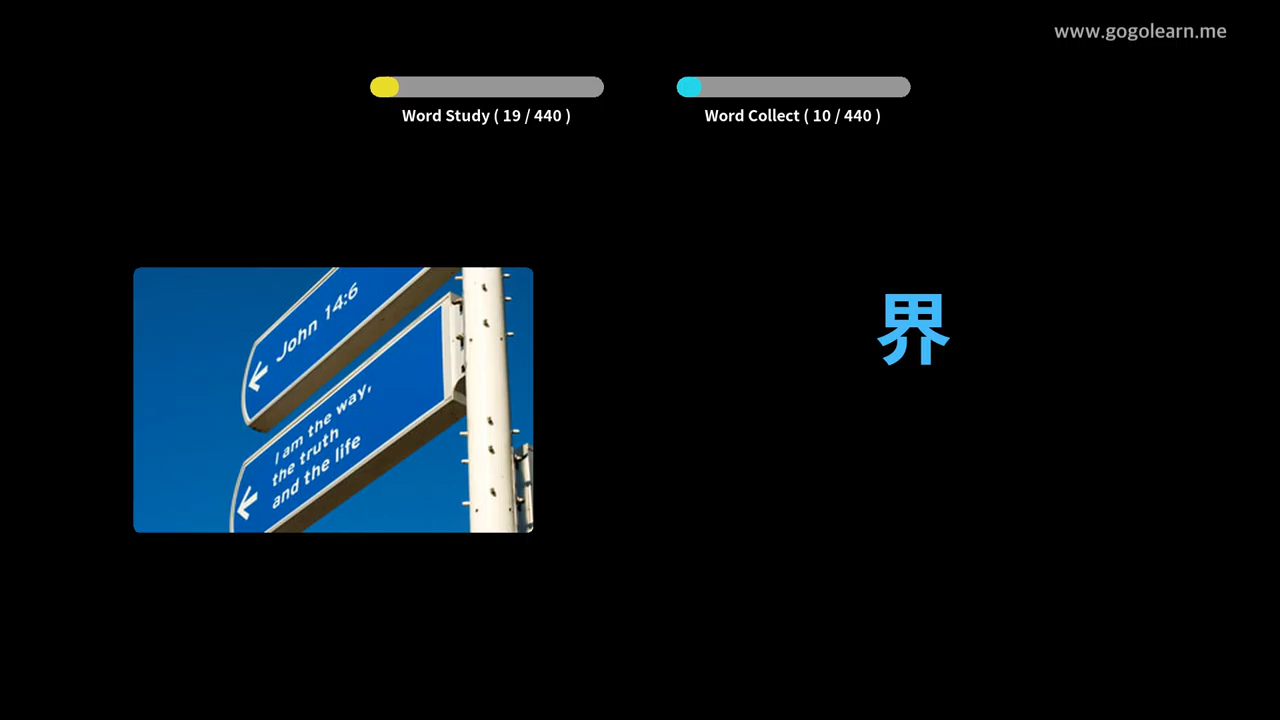 www.gogolearn.me
Word Study ( 19 / 440 )
Word Collect ( 10 / 440 )
John 14:6
I am the way,
the truth
and the life
界